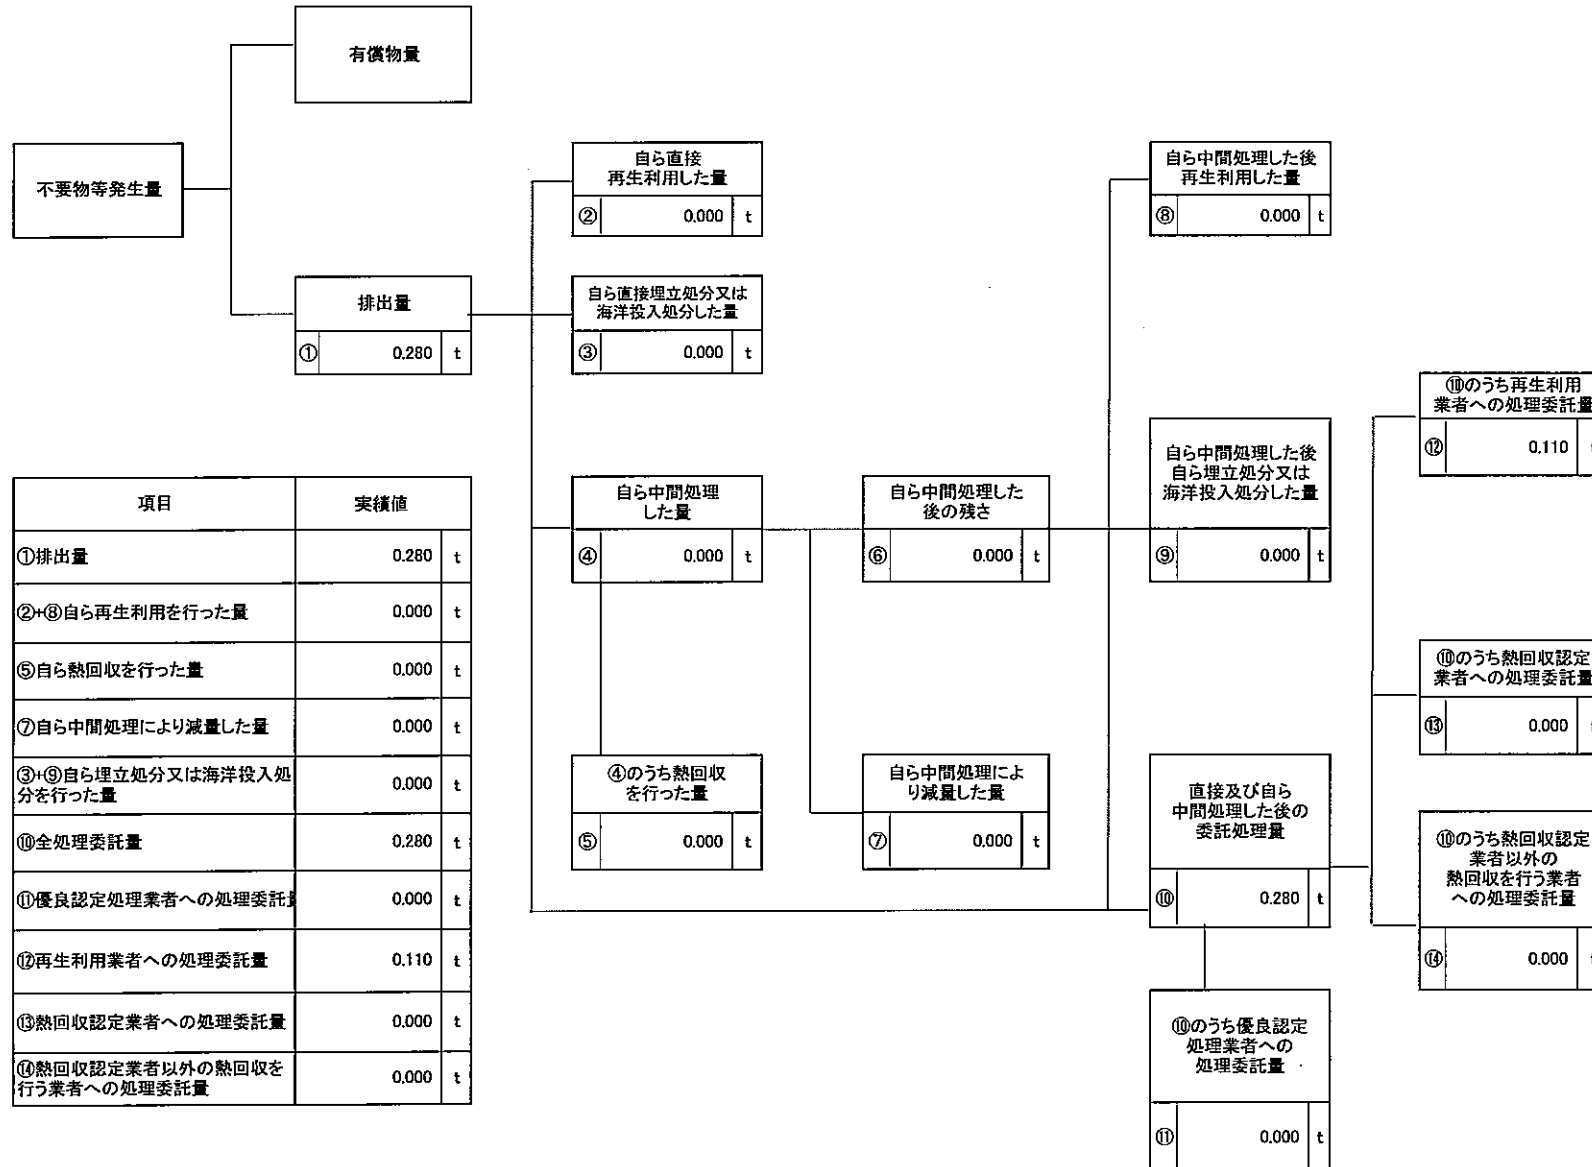 有償物量
不要物等発生量
自ら直接
再生利用した量
② 0.000 t
自ら中間処理した後
再生利用した量
⑧ 0.000 t
排出量
① 0.280 t
自ら直接埋立処分又は
海洋投入処分した量
③ 0.000 t
⑩のうち再生利用
業者への処理委託量
⑫ 0.110
自ら中間処理
した量
④ 0.000 t
自ら中間処理した
後の残さ
⑥ 0.000 t
自ら中間処理した後
自ら埋立処分又は
海洋投入処分した量
⑨ 0.000 t
⑩のうち熱回収認定
業者への処理委託量
⑬ 0.000
④のうち熱回収
を行った量
⑤ 0.000 t
自ら中間処理によ
り減量した量
⑦ 0.000 t
直接及び自ら
中間処理した後の
委託処理量
⑩ 0.280 t
⑩のうち熱回収認定
業者以外の
熱回収を行う業者
への処理委託量
⑭ 0.000
⑩のうち優良認定
処理業者への
処理委託量
⑪ 0.000 t
項目 実績値
①排出量 0.280 t
②+⑧自ら再生利用を行った量 0.000 t
⑤自ら熱回収を行った量 0.000 t
⑦自ら中間処理により減量した量 0.000 t
③+⑨自ら埋立処分又は海洋投入処
分を行った量 0.000 t
⑩全処理委託量 0.280 t
⑪優良認定処理業者への処理委託 0.000 t
⑫再生利用業者への処理委託量 0.110 t
⑬熱回収認定業者への処理委託量 0.000 t
⑭熱回収認定業者以外の熱回収を
行う業者への処理委託量 0.000 t